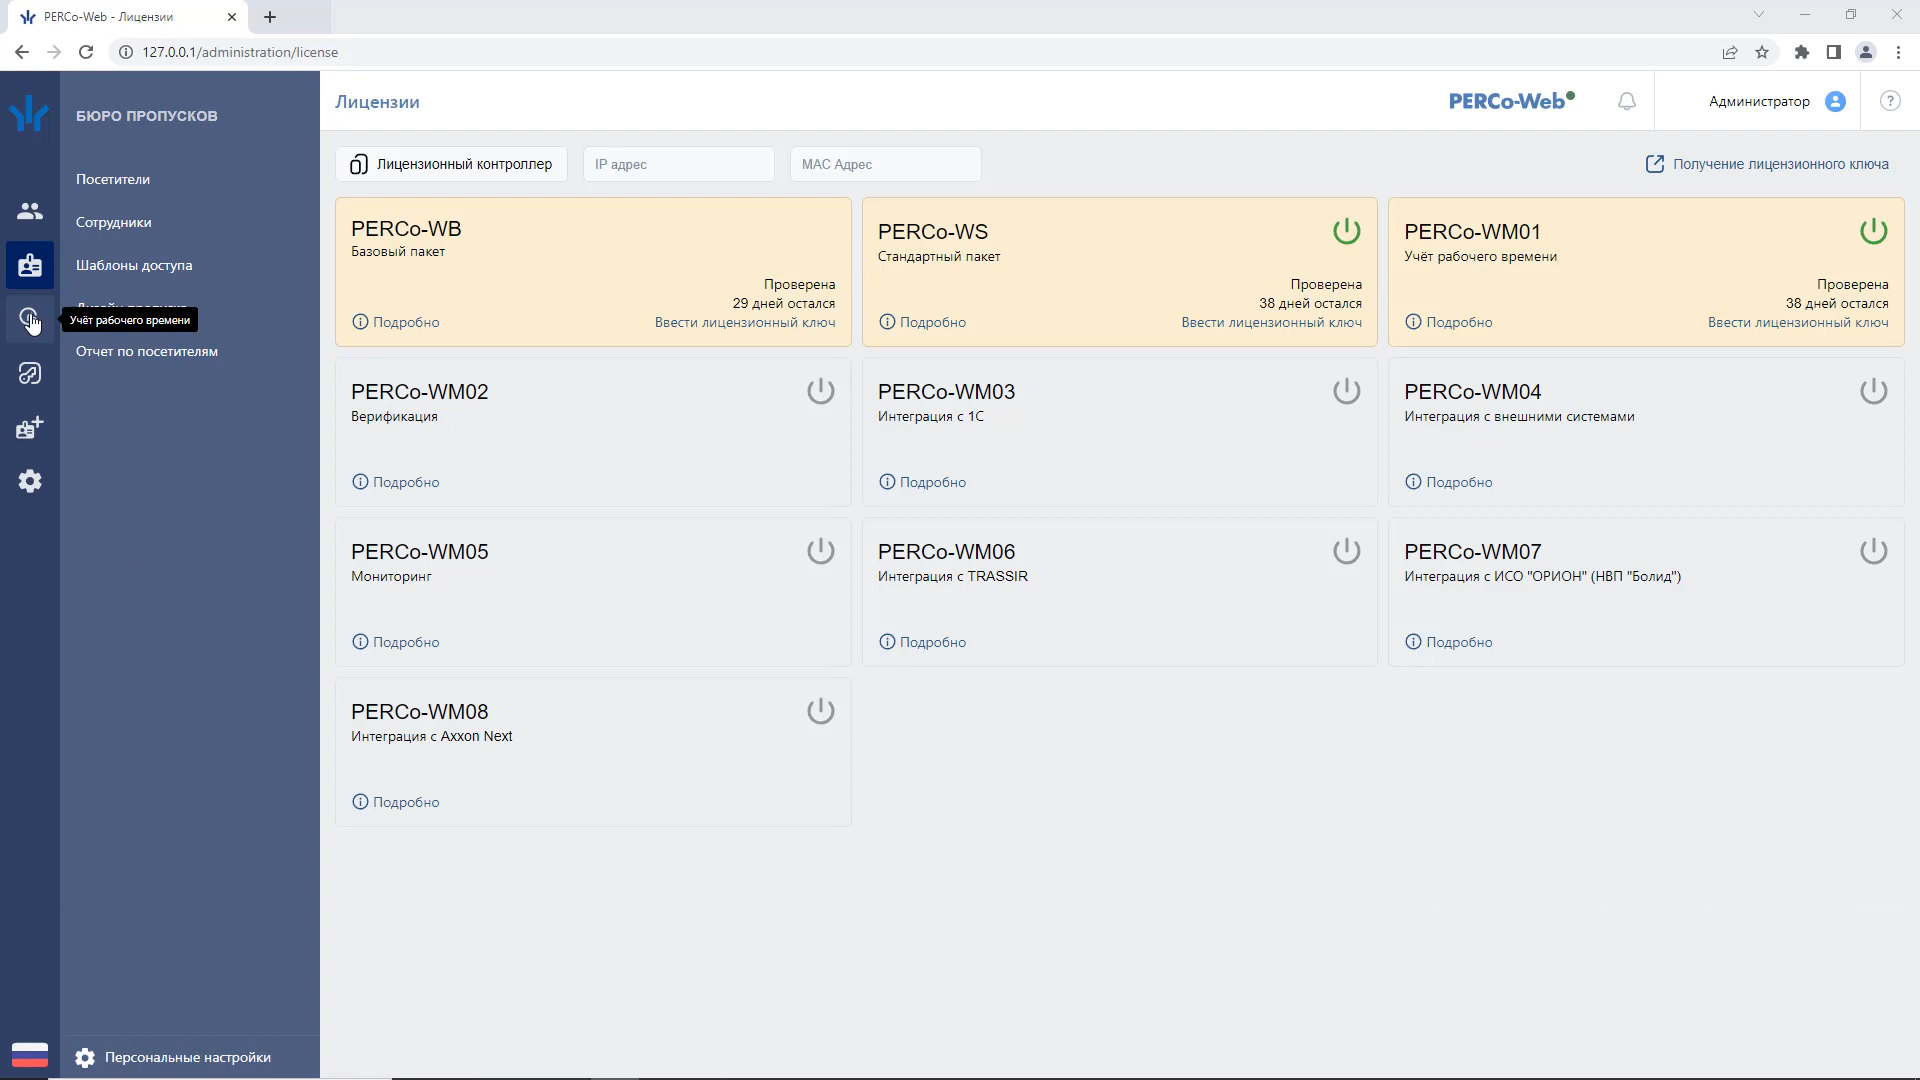 PERCo-Web - Лицензии
127.0.0.1/administration/license
БЮРО ПРОПУСКОВ
Посетители
Сотрудники
Шаблоны доступа
Учёт рабочего времени
Отчет по посетителям
Персональные настройки
Лицензии
PERCo-Web
Администратор
Лицензионный контроллер
IP адрес
MAC Адрес
Получение лицензионного ключа
PERCo-WB
Базовый пакет
Проверена
29 дней остался
Подробно
Ввести лицензионный ключ
PERCo-WS
Стандартный пакет
Проверена
38 дней остался
Подробно
Ввести лицензионный ключ
PERCo-WM01
Учёт рабочего времени
Проверена
38 дней остался
Подробно
Ввести лицензионный ключ
PERCo-WM02
Верификация
Подробно
PERCo-WM03
Интеграция с 1С
Подробно
PERCo-WM04
Интеграция с внешними системами
Подробно
PERCo-WM05
Мониторинг
Подробно
PERCo-WM06
Интеграция с TRASSIR
Подробно
PERCo-WM07
Интеграция с ИСО "ОРИОН" (НВП "Болид")
Подробно
PERCo-WM08
Интеграция с Axxon Next
Подробно